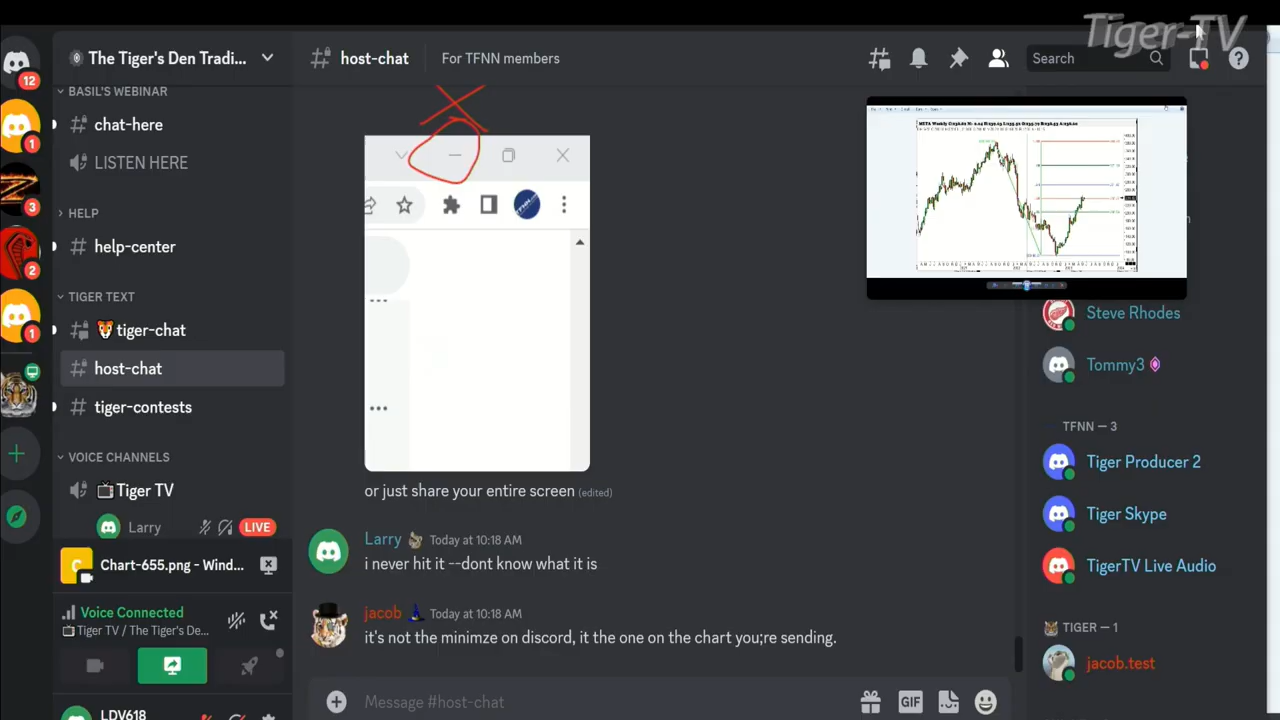 Tiger-TV
The Tiger's Den Tradi...
host-chat
For TFNN members
Search
12
1
3
2
1
BASIL'S WEBINAR
chat-here
LISTEN HERE
HELP
help-center
TIGER TEXT
tiger-chat
host-chat
tiger-contests
VOICE CHANNELS
Tiger TV
Larry
LIVE
Chart-655.png - Wind...
Voice Connected
Tiger TV / The Tiger's De...
LDV618
or just share your entire screen (edited)
Larry Today at 10:18 AM
i never hit it --dont know what it is
jacob Today at 10:18 AM
it's not the minimze on discord, it the one on the chart you;re sending.
Message #host-chat
GIF
Steve Rhodes
Tommy3
TFNN — 3
Tiger Producer 2
Tiger Skype
TigerTV Live Audio
TIGER — 1
jacob.test